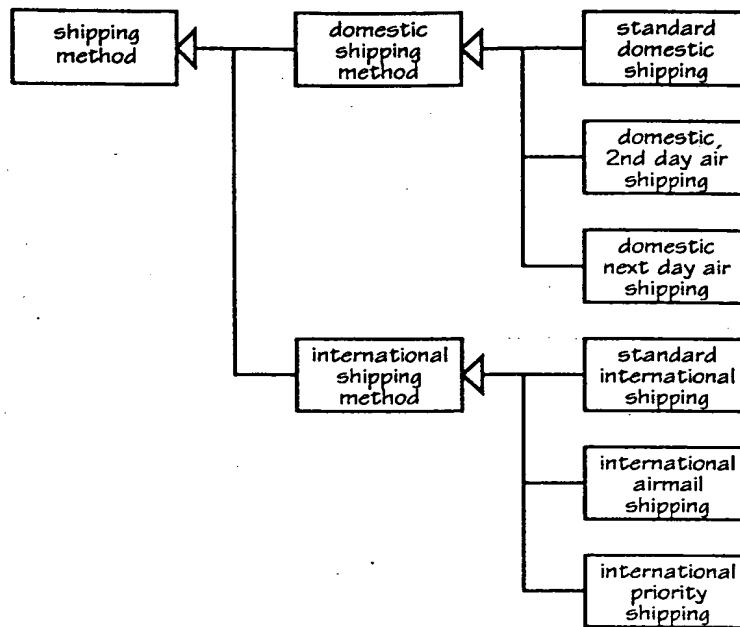 shipping
method
domestic
shipping
method
standard
domestic
shipping
domestic
2nd day air
shipping
domestic
next day air
shipping
international
shipping
method
standard
international
shipping
international
airmail
shipping
international
priority
shipping